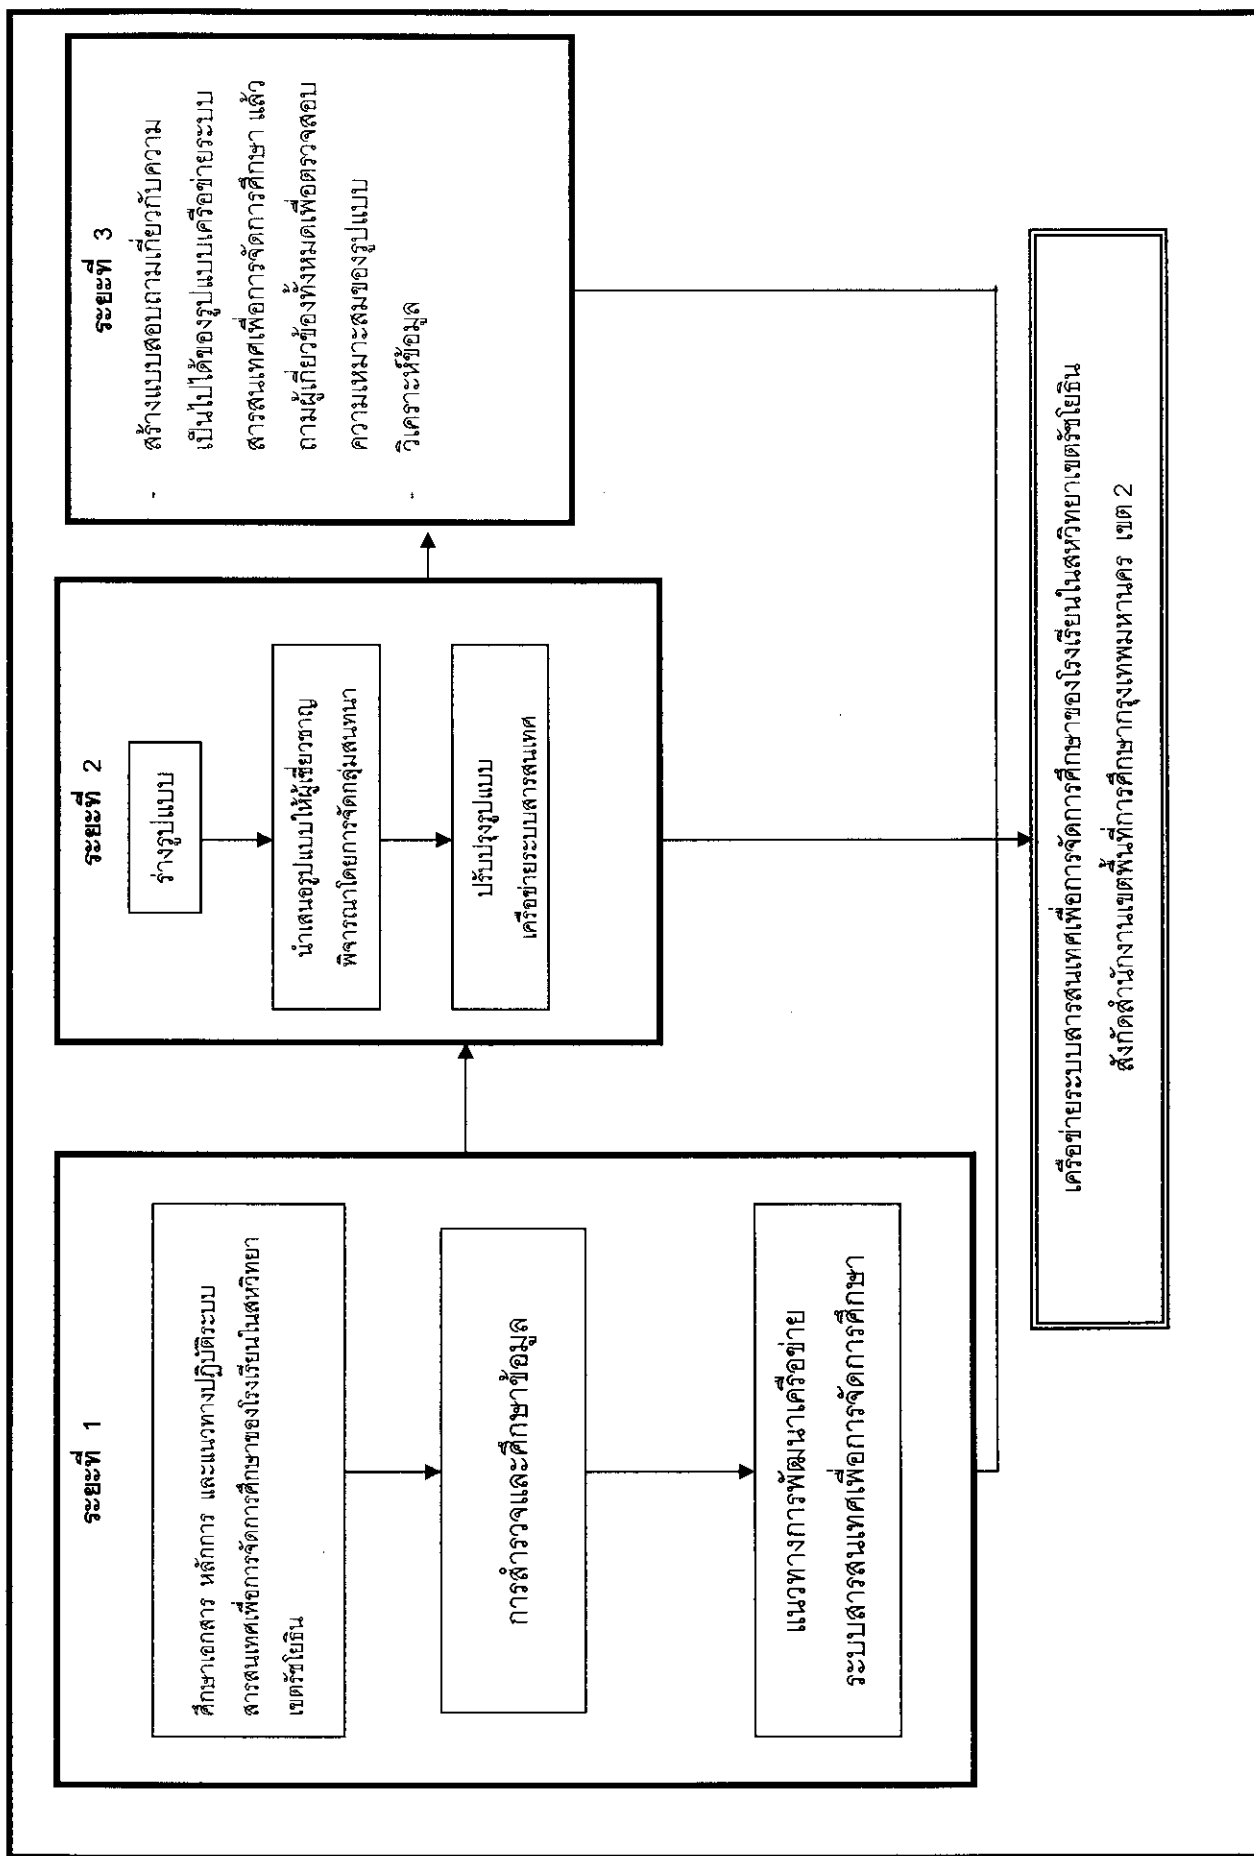 ระยะที่ 1
ศึกษาเอกสาร หลักการ และแนวทางปฏิบัติระบบ
สารสนเทศเพื่อการจัดการศึกษาของโรงเรียนในสหวิทยา
เขตรัชโยธิน
การสำรวจและศึกษาข้อมูล
แนวทางการพัฒนาเครือข่าย
ระบบสารสนเทศเพื่อการจัดการศึกษา
ระยะที่ 2
ร่างรูปแบบ
นำเสนอรูปแบบให้ผู้เชี่ยวชาญ
พิจารณาโดยการจัดกลุ่มสนทนา
ปรับปรุงรูปแบบ
เครือข่ายระบบสารสนเทศ
ระยะที่ 3
- สร้างแบบสอบถามเกี่ยวกับความ
เป็นไปได้ของรูปแบบเครือข่ายระบบ
สารสนเทศเพื่อการจัดการศึกษา แล้ว
ถามผู้เกี่ยวข้องทั้งหมดเพื่อตรวจสอบ
ความเหมาะสมของรูปแบบ
- วิเคราะห์ข้อมูล
เครือข่ายระบบสารสนเทศเพื่อการจัดการศึกษาของโรงเรียนในสหวิทยาเขตรัชโยธิน
สังกัดสำนักงานเขตพื้นที่การศึกษากรุงเทพมหานคร เขต 2